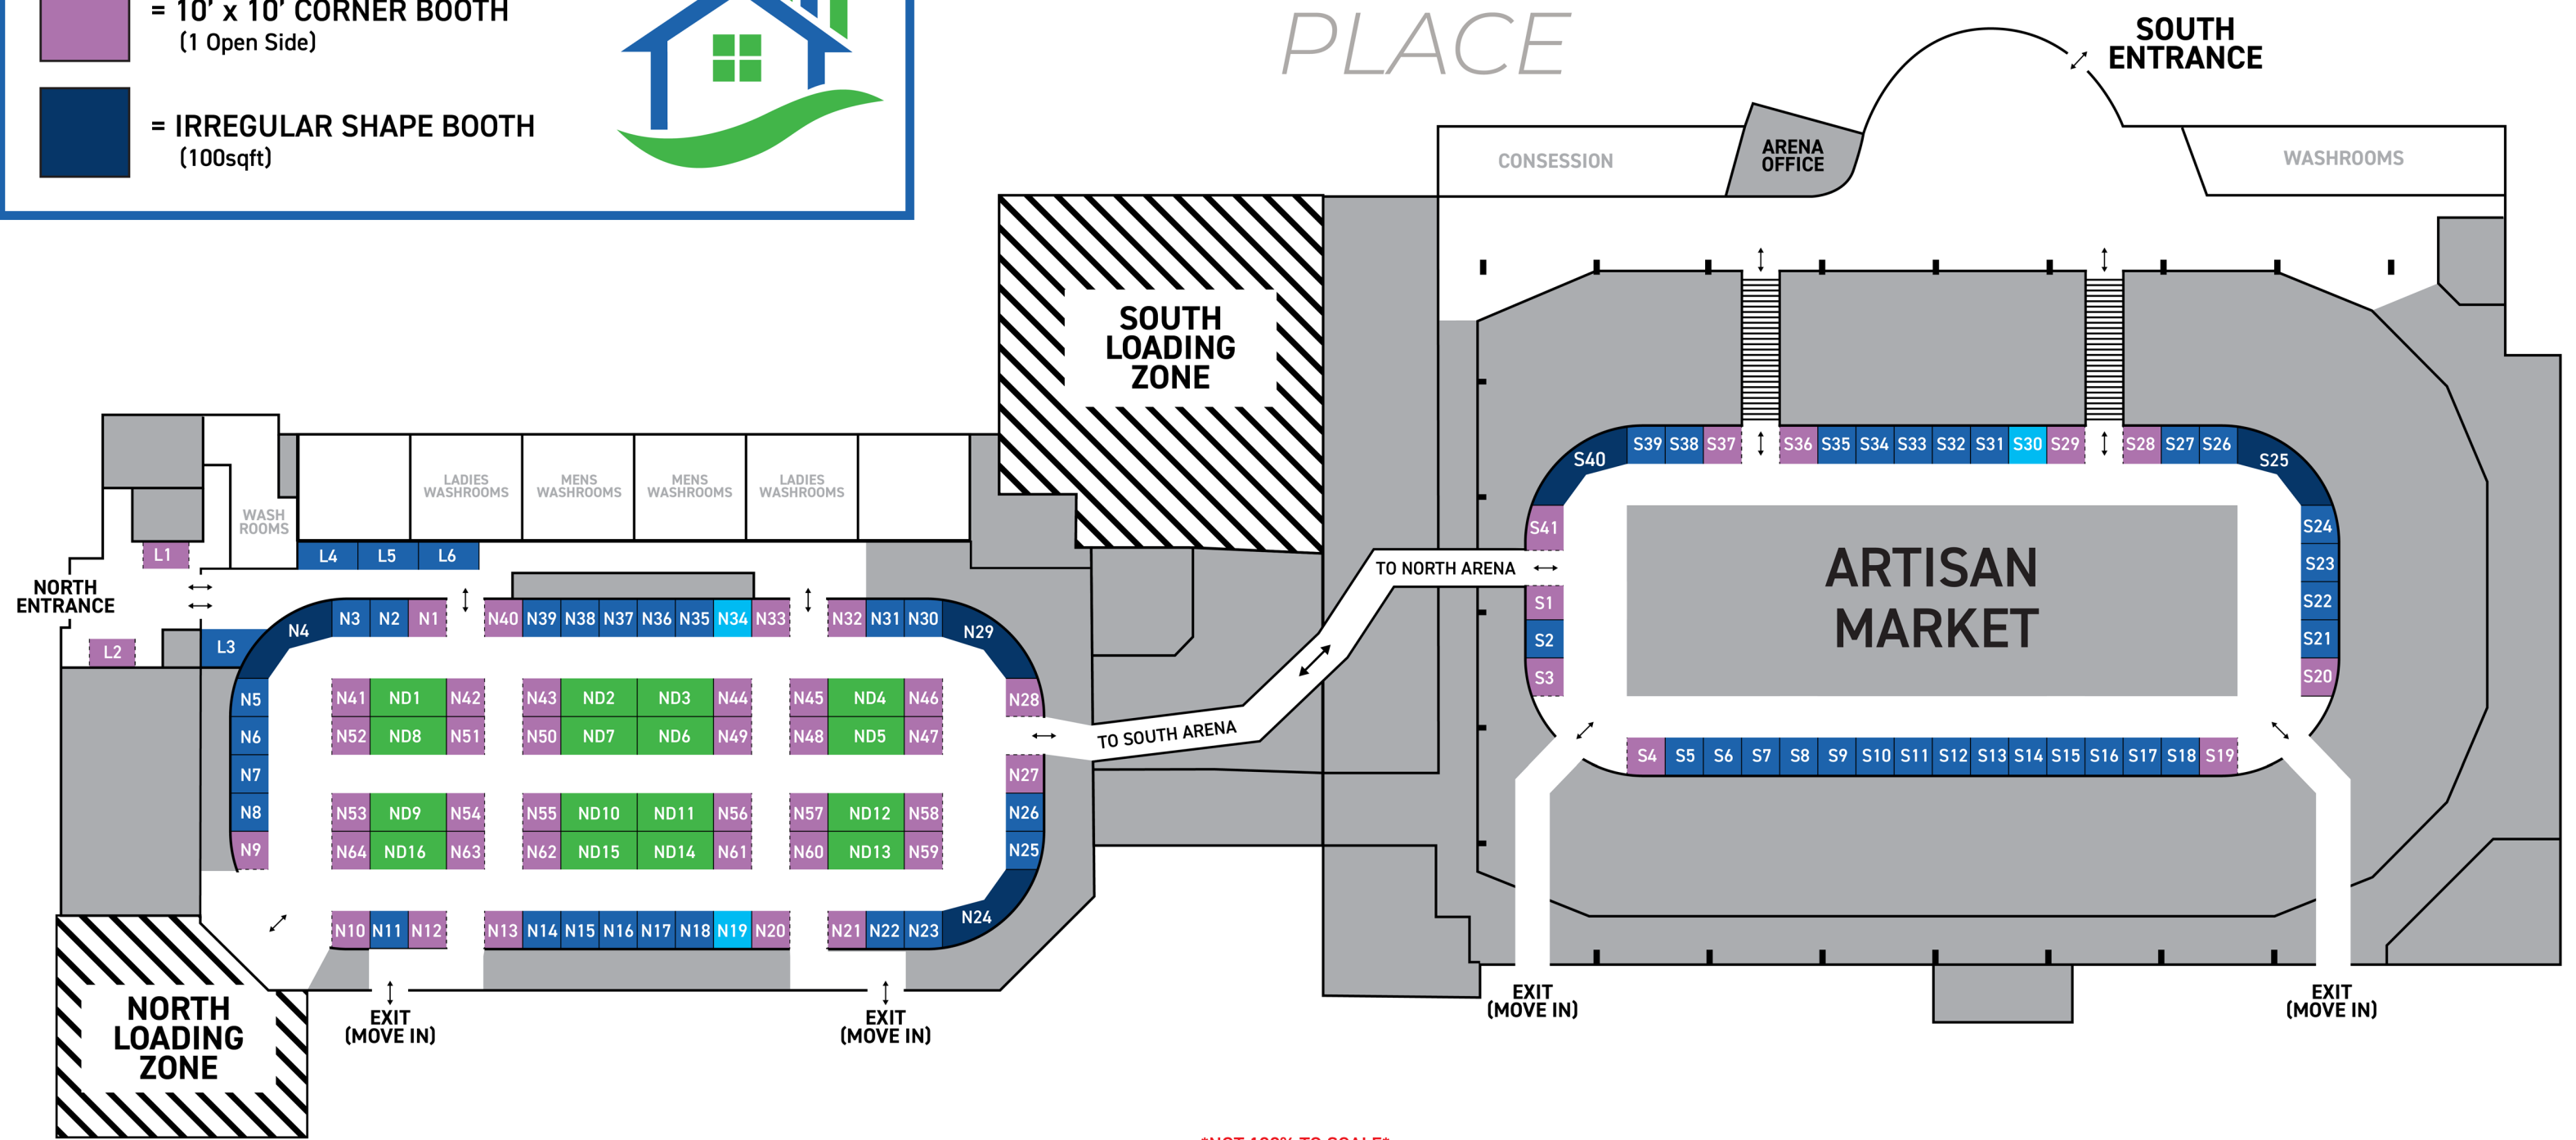 = 10' x 10' CORNER BOOTH
(1 Open Side)
= IRREGULAR SHAPE BOOTH
(100sqft)
PLACE
SOUTH
ENTRANCE
CONSESSION
ARENA
OFFICE
WASHROOMS
SOUTH
LOADING
ZONE
LADIES
WASHROOMS
MENS
WASHROOMS
MENS
WASHROOMS
LADIES
WASHROOMS
WASH
ROOMS
L1
L4 L5 L6
NORTH
ENTRANCE
L2
L3
N4
N3 N2 N1
N40 N39 N38 N37 N36 N35 N34 N33
N32 N31 N30
N29
N5
N6
N7
N8
N9
N41 ND1 N42
N52 ND8 N51
N43 ND2 ND3 N44
N50 ND7 ND6 N49
N45 ND4 N46
N48 ND5 N47
N53 ND9 N54
N64 ND16 N63
N55 ND10 ND11 N56
N62 ND15 ND14 N61
N57 ND12 N58
N60 ND13 N59
N28
N27
N26
N25
N24
N10 N11 N12
N13 N14 N15 N16 N17 N18 N19 N20
N21 N22 N23
EXIT
(MOVE IN)
EXIT
(MOVE IN)
NORTH
LOADING
ZONE
TO SOUTH ARENA
TO NORTH ARENA
S40
S39 S38 S37
S36 S35 S34 S33 S32 S31 S30 S29
S28 S27 S26
S25
S41
S1
S2
S3
ARTISAN
MARKET
S24
S23
S22
S21
S20
S4 S5 S6 S7 S8 S9 S10 S11 S12 S13 S14 S15 S16 S17 S18 S19
EXIT
(MOVE IN)
EXIT
(MOVE IN)
*NOT 100% TO SCALE*